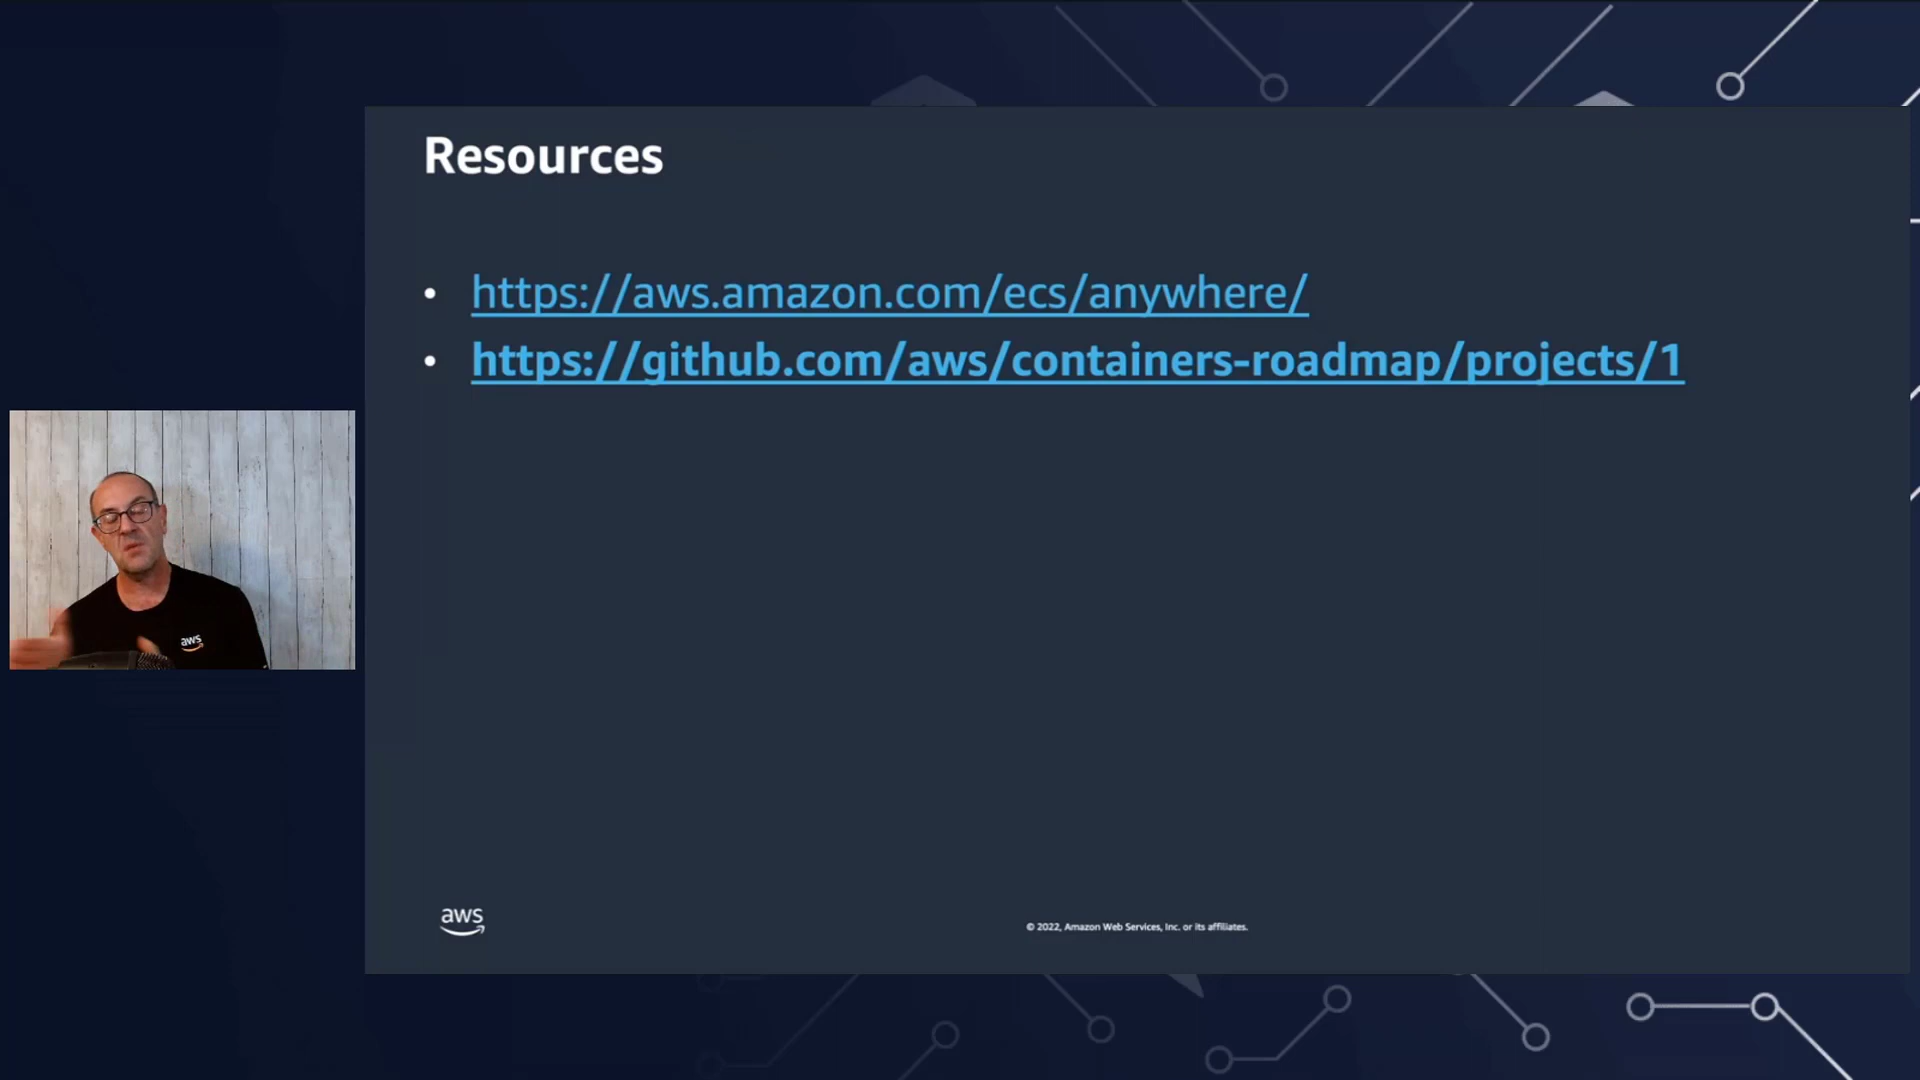 Resources
• https://aws.amazon.com/ecs/anywhere/
• https://github.com/aws/containers-roadmap/projects/1
aws
aws
© 2022, Amazon Web Services, Inc. or its affiliates.